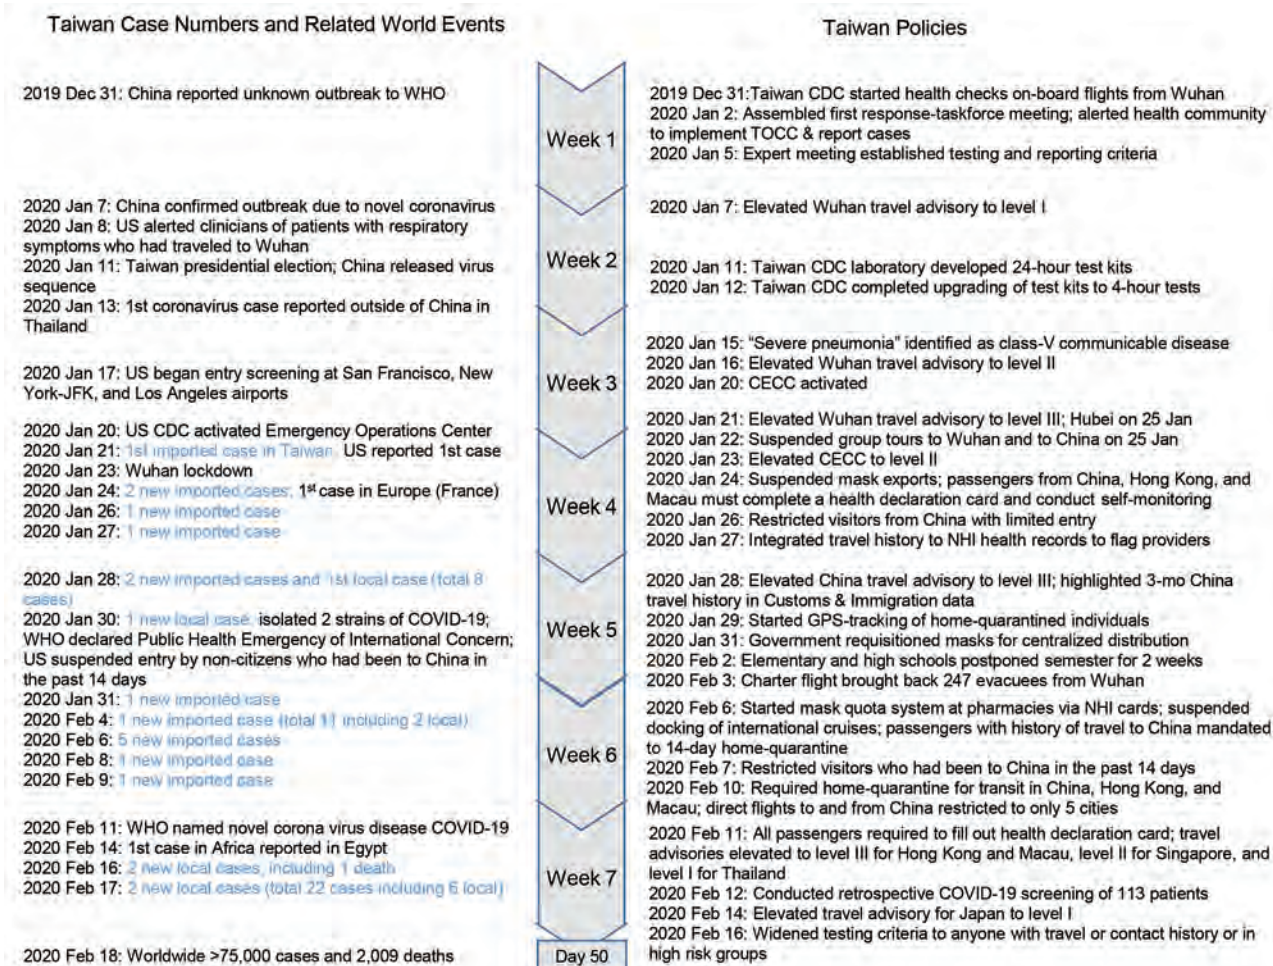 Taiwan Case Numbers and Related World Events
Taiwan Policies
2019 Dec 31: China reported unknown outbreak to WHO
2020 Jan 7: China confirmed outbreak due to novel coronavirus
2020 Jan 8: US alerted clinicians of patients with respiratory
symptoms who had traveled to Wuhan
2020 Jan 11: Taiwan presidential election; China released virus
sequence
2020 Jan 13: 1st coronavirus case reported outside of China in
Thailand
2020 Jan 17: US began entry screening at San Francisco, New
York-JFK, and Los Angeles airports
2020 Jan 20: US CDC activated Emergency Operations Center
2020 Jan 21: 1st imported case in Taiwan, US reported 1st case
2020 Jan 23: Wuhan lockdown
2020 Jan 24: 2 new imported cases; 1st case in Europe (France)
2020 Jan 26: 1 new imported case
2020 Jan 27: 1 new imported case
2020 Jan 28: 2 new imported cases and 1st local case (total 8
cases)
2020 Jan 30: 1 new local case, isolated 2 strains of COVID-19;
WHO declared Public Health Emergency of International Concern;
US suspended entry by non-citizens who had been to China in
the past 14 days
2020 Jan 31: 1 new imported case
2020 Feb 4: 1 new imported case (total 11 including 2 local)
2020 Feb 6: 5 new imported cases
2020 Feb 8: 1 new imported case
2020 Feb 9: 1 new imported case
2020 Feb 11: WHO named novel corona virus disease COVID-19
2020 Feb 14: 1st case in Africa reported in Egypt
2020 Feb 16: 2 new local cases, including 1 death
2020 Feb 17: 2 new local cases (total 22 cases including 6 local)
2020 Feb 18: Worldwide >75,000 cases and 2,009 deaths
Week 1
Week 2
Week 3
Week 4
Week 5
Week 6
Week 7
Day 50
2019 Dec 31:Taiwan CDC started health checks on-board flights from Wuhan
2020 Jan 2: Assembled first response-taskforce meeting; alerted health community
to implement TOCC & report cases
2020 Jan 5: Expert meeting established testing and reporting criteria
2020 Jan 7: Elevated Wuhan travel advisory to level I
2020 Jan 11: Taiwan CDC laboratory developed 24-hour test kits
2020 Jan 12: Taiwan CDC completed upgrading of test kits to 4-hour tests
2020 Jan 15: "Severe pneumonia" identified as class-V communicable disease
2020 Jan 16: Elevated Wuhan travel advisory to level II
2020 Jan 20: CECC activated
2020 Jan 21: Elevated Wuhan travel advisory to level III; Hubei on 25 Jan
2020 Jan 22: Suspended group tours to Wuhan and to China on 25 Jan
2020 Jan 23: Elevated CECC to level II
2020 Jan 24: Suspended mask exports; passengers from China, Hong Kong, and
Macau must complete a health declaration card and conduct self-monitoring
2020 Jan 26: Restricted visitors from China with limited entry
2020 Jan 27: Integrated travel history to NHI health records to flag providers
2020 Jan 28: Elevated China travel advisory to level III; highlighted 3-mo China
travel history in Customs & Immigration data
2020 Jan 29: Started GPS-tracking of home-quarantined individuals
2020 Jan 31: Government requisitioned masks for centralized distribution
2020 Feb 2: Elementary and high schools postponed semester for 2 weeks
2020 Feb 3: Charter flight brought back 247 evacuees from Wuhan
2020 Feb 6: Started mask quota system at pharmacies via NHI cards; suspended
docking of international cruises; passengers with history of travel to China mandated
to 14-day home-quarantine
2020 Feb 7: Restricted visitors who had been to China in the past 14 days
2020 Feb 10: Required home-quarantine for transit in China, Hong Kong, and
Macau; direct flights to and from China restricted to only 5 cities
2020 Feb 11: All passengers required to fill out health declaration card; travel
advisories elevated to level III for Hong Kong and Macau, level II for Singapore, and
level I for Thailand
2020 Feb 12: Conducted retrospective COVID-19 screening of 113 patients
2020 Feb 14: Elevated travel advisory for Japan to level I
2020 Feb 16: Widened testing criteria to anyone with travel or contact history or in
high risk groups